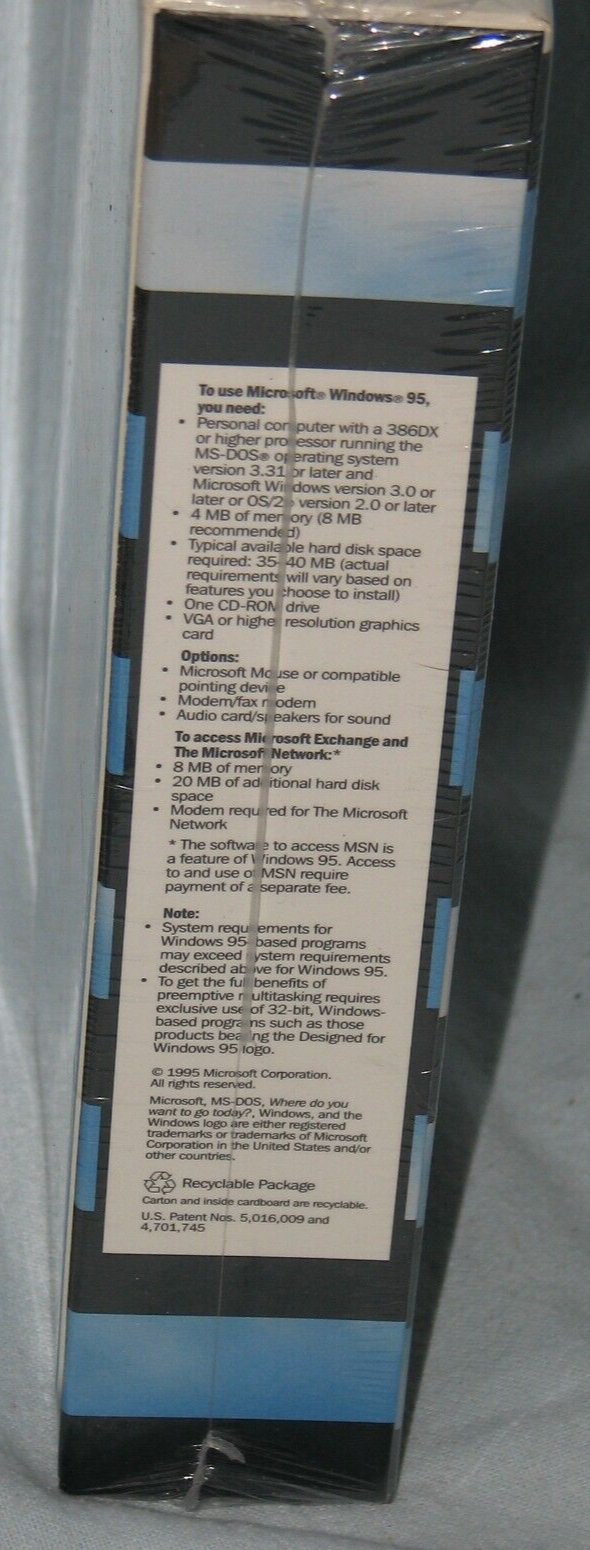 To use Microsoft® Windows® 95,
you need:
• Personal computer with a 386DX
or higher processor running the
MS-DOS® operating system
version 3.31 or later and
Microsoft Windows version 3.0 or
later or OS/2® version 2.0 or later
• 4 MB of memory (8 MB
recommended)
• Typical available hard disk space
required: 35-40 MB (actual
requirements will vary based on
features you choose to install)
• One CD-ROM drive
• VGA or higher resolution graphics
card
Options:
• Microsoft Mouse or compatible
pointing device
• Modem/fax modem
• Audio card/speakers for sound
To access Microsoft Exchange and
The Microsoft Network:*
• 8 MB of memory
• 20 MB of additional hard disk
space
• Modem required for The Microsoft
Network
* The software to access MSN is
a feature of Windows 95. Access
to and use of MSN require
payment of a separate fee.
Note:
• System requirements for
Windows 95-based programs
may exceed system requirements
described above for Windows 95.
• To get the full benefits of
preemptive multitasking requires
exclusive use of 32-bit, Windows-
based programs such as those
products bearing the Designed for
Windows 95 logo.
© 1995 Microsoft Corporation.
All rights reserved.
Microsoft, MS-DOS, Where do you
want to go today?, Windows, and the
Windows logo are either registered
trademarks or trademarks of Microsoft
Corporation in the United States and/or
other countries.
Recyclable Package
Carton and inside cardboard are recyclable.
U.S. Patent Nos. 5,016,009 and
4,701,745